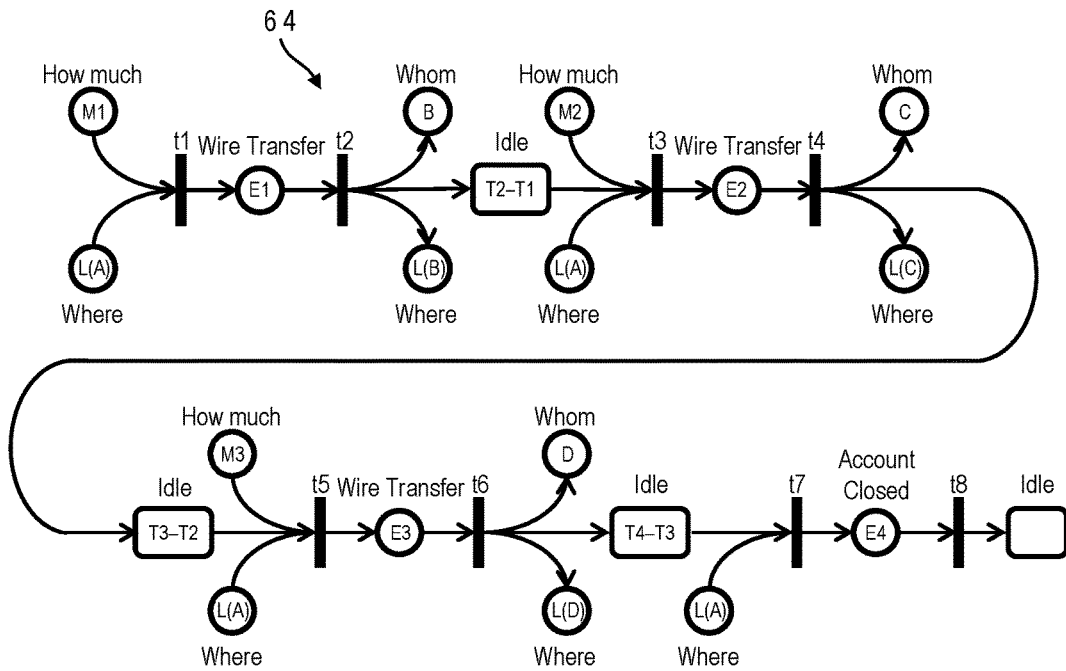 64
How much Whom How much Whom
M1 B M2 C
t1 Wire Transfer t2 Idle t3 Wire Transfer t4
E1 T2–T1 E2
L(A) L(B) L(A) L(C)
Where Where Where Where
How much Whom
M3 D Account
Idle t5 Wire Transfer t6 Idle t7 Closed t8 Idle
T3–T2 E3 T4–T3 E4
L(A) L(D) L(A)
Where Where Where